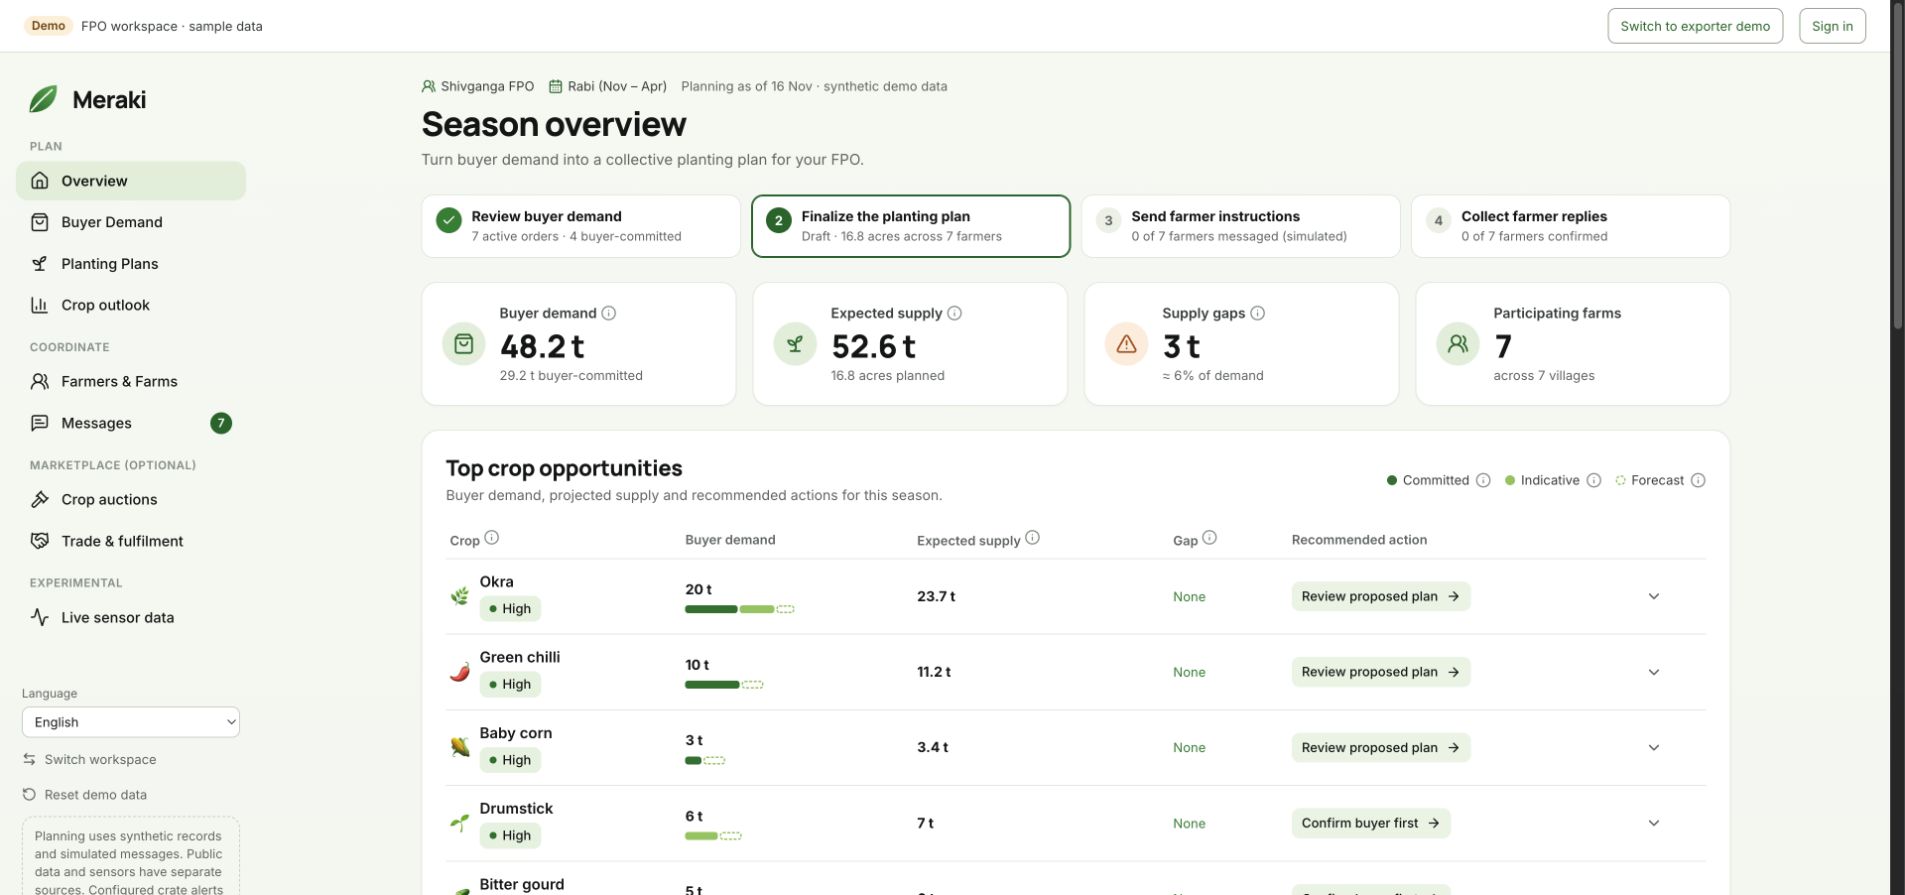 Demo FPO workspace · sample data
Switch to exporter demo
Sign in
Meraki
PLAN
Overview
Buyer Demand
Planting Plans
Crop outlook
COORDINATE
Farmers & Farms
Messages 7
MARKETPLACE (OPTIONAL)
Crop auctions
Trade & fulfilment
EXPERIMENTAL
Live sensor data
Language
English
Switch workspace
Reset demo data
Planning uses synthetic records
and simulated messages. Public
data and sensors have separate
sources. Configured crate alerts
Shivganga FPO Rabi (Nov – Apr) Planning as of 16 Nov · synthetic demo data
Season overview
Turn buyer demand into a collective planting plan for your FPO.
Review buyer demand
7 active orders · 4 buyer-committed
2 Finalize the planting plan
Draft · 16.8 acres across 7 farmers
3 Send farmer instructions
0 of 7 farmers messaged (simulated)
4 Collect farmer replies
0 of 7 farmers confirmed
Buyer demand
48.2 t
29.2 t buyer-committed
Expected supply
52.6 t
16.8 acres planned
Supply gaps
3 t
≈ 6% of demand
Participating farms
7
across 7 villages
Top crop opportunities
Buyer demand, projected supply and recommended actions for this season.
Committed Indicative Forecast
Crop Buyer demand Expected supply Gap Recommended action
Okra
High
20 t
23.7 t
None
Review proposed plan →
Green chilli
High
10 t
11.2 t
None
Review proposed plan →
Baby corn
High
3 t
3.4 t
None
Review proposed plan →
Drumstick
High
6 t
7 t
None
Confirm buyer first →
Bitter gourd
5 t